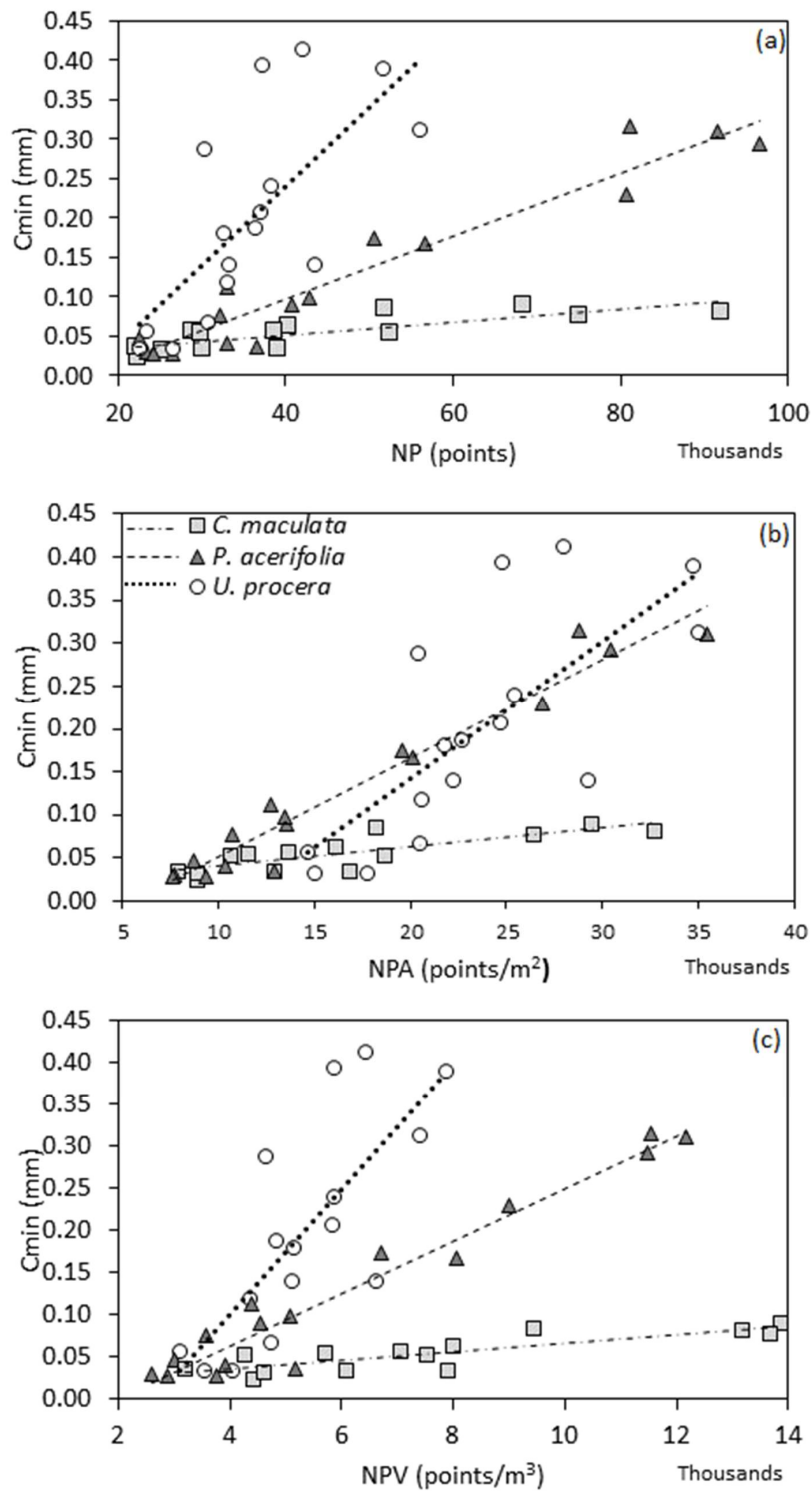 (a)
0.45
0.40
0.35
0.30
0.25
0.20
0.15
0.10
0.05
0.00
Cmin (mm)
20 40 60 80 100
NP (points) Thousands
(b)
0.45
0.40
0.35
0.30
0.25
0.20
0.15
0.10
0.05
0.00
Cmin (mm)
C. maculata
P. acerifolia
U. procera
5 10 15 20 25 30 35 40
NPA (points/m²) Thousands
(c)
0.45
0.40
0.35
0.30
0.25
0.20
0.15
0.10
0.05
0.00
Cmin (mm)
2 4 6 8 10 12 14
NPV (points/m³) Thousands